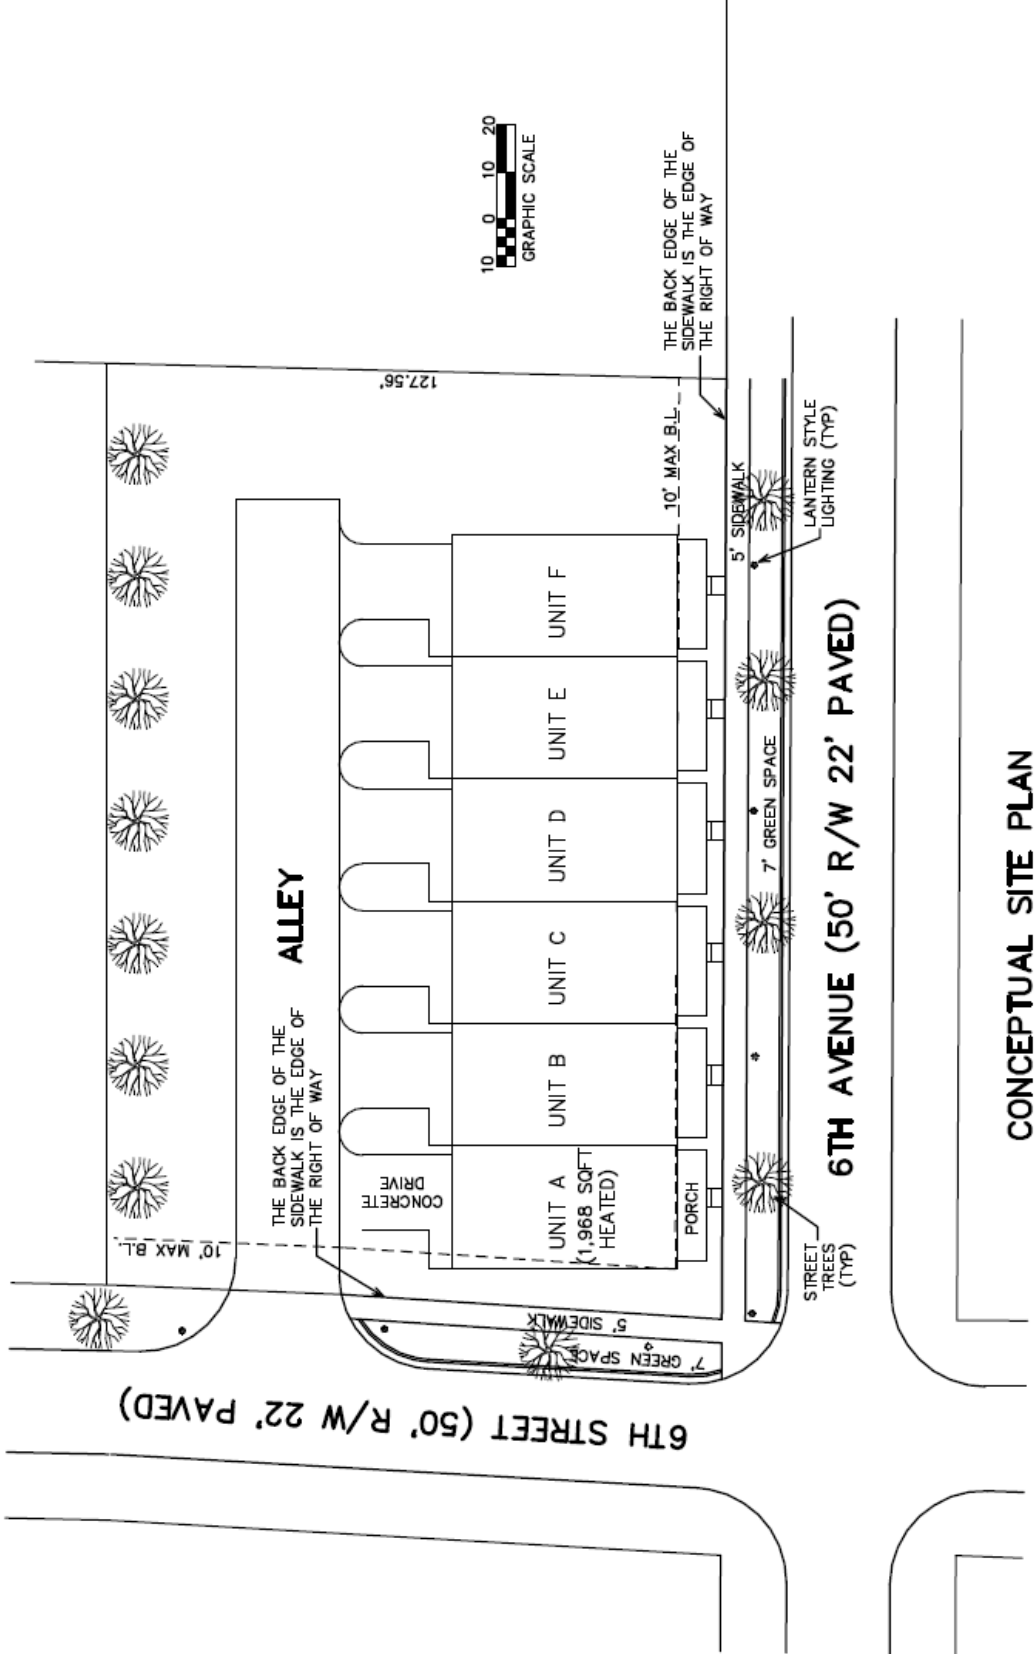 10' MAX B.L.
127.56'
10 0 10 20
GRAPHIC SCALE
ALLEY
THE BACK EDGE OF THE
SIDEWALK IS THE EDGE OF
THE RIGHT OF WAY
THE BACK EDGE OF THE
SIDEWALK IS THE EDGE OF
THE RIGHT OF WAY
CONCRETE
DRIVE
UNIT A
(1,968 SQFT
HEATED)
UNIT B
UNIT C
UNIT D
UNIT E
UNIT F
10' MAX B.L.
PORCH
5' SIDEWALK
7' GREEN SPACE
5' SIDEWALK
7' GREEN SPACE
STREET
TREES
(TYP)
LANTERN STYLE
LIGHTING (TYP)
6TH STREET (50' R/W 22' PAVED)
6TH AVENUE (50' R/W 22' PAVED)
CONCEPTUAL SITE PLAN